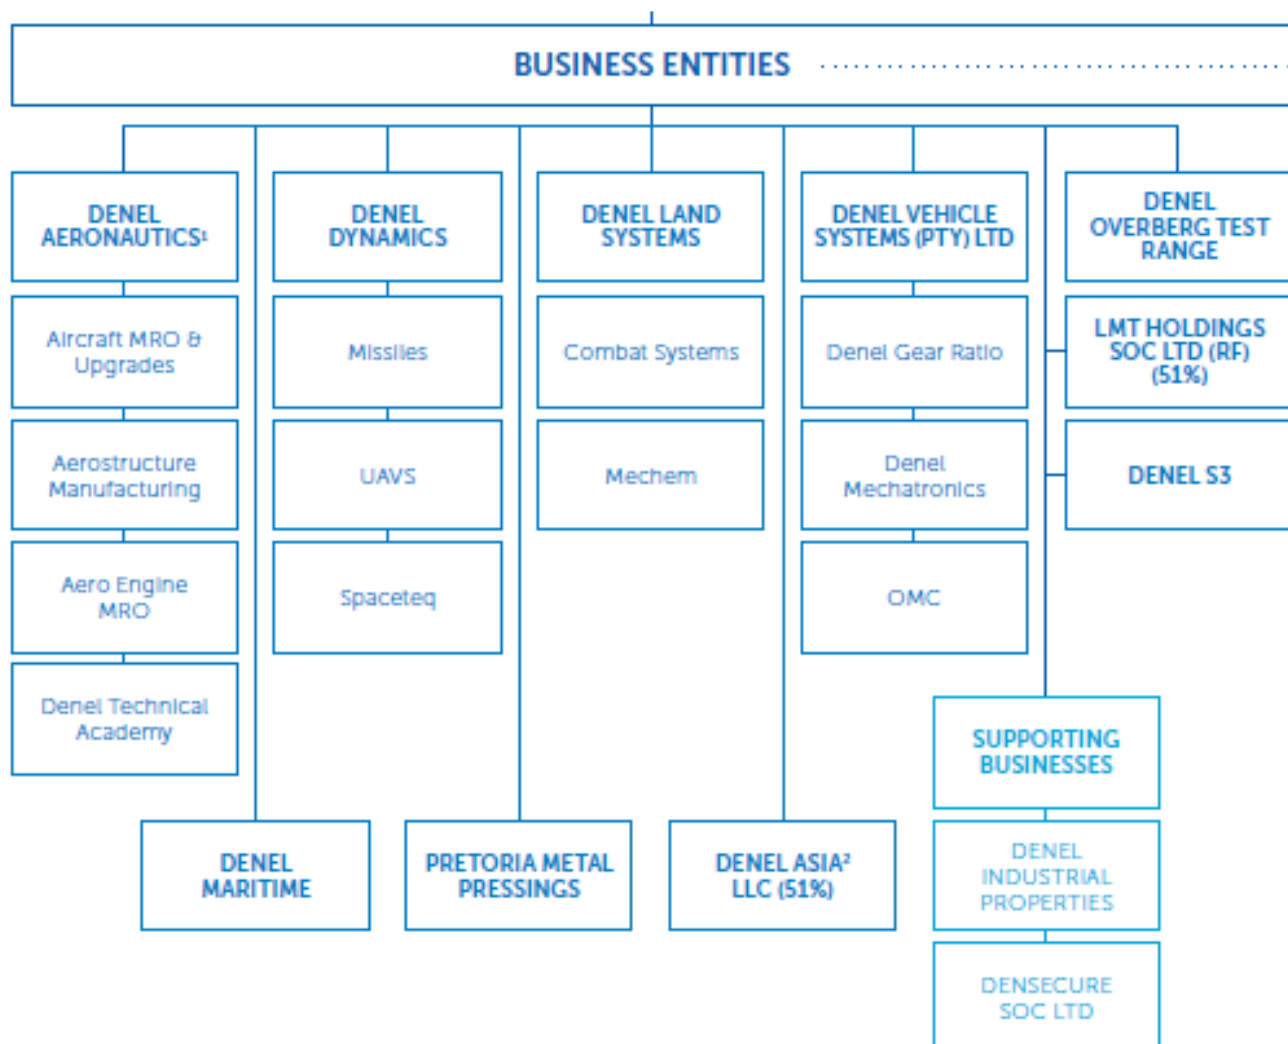 BUSINESS ENTITIES
DENEL
AERONAUTICS¹
Aircraft MRO &
Upgrades
Aerostructure
Manufacturing
Aero Engine
MRO
Denel Technical
Academy
DENEL
DYNAMICS
Missiles
UAVS
Spaceteq
DENEL LAND
SYSTEMS
Combat Systems
Mechem
DENEL VEHICLE
SYSTEMS (PTY) LTD
Denel Gear Ratio
Denel
Mechatronics
OMC
DENEL
OVERBERG TEST
RANGE
LMT HOLDINGS
SOC LTD (RF)
(51%)
DENEL S3
DENEL
MARITIME
PRETORIA METAL
PRESSINGS
DENEL ASIA²
LLC (51%)
SUPPORTING
BUSINESSES
DENEL
INDUSTRIAL
PROPERTIES
DENSECURE
SOC LTD